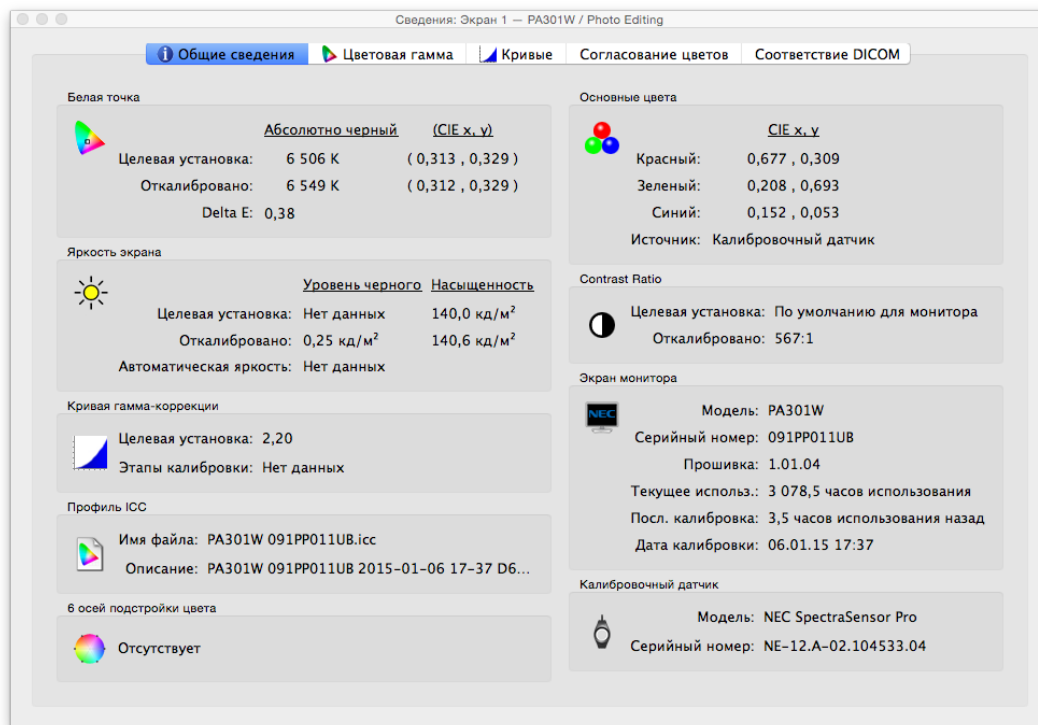 Сведения: Экран 1 — PA301W / Photo Editing
Общие сведения
Цветовая гамма
Кривые
Согласование цветов
Соответствие DICOM
Белая точка
Абсолютно черный (CIE x, y)
Целевая установка: 6 506 K ( 0,313 , 0,329 )
Откалибровано: 6 549 K ( 0,312 , 0,329 )
Delta E: 0,38
Яркость экрана
Уровень черного Насыщенность
Целевая установка: Нет данных 140,0 кд/м²
Откалибровано: 0,25 кд/м² 140,6 кд/м²
Автоматическая яркость: Нет данных
Кривая гамма-коррекции
Целевая установка: 2,20
Этапы калибровки: Нет данных
Профиль ICC
Имя файла: PA301W 091PP011UB.icc
Описание: PA301W 091PP011UB 2015-01-06 17-37 D6...
6 осей подстройки цвета
Отсутствует
Основные цвета
CIE x, y
Красный: 0,677 , 0,309
Зеленый: 0,208 , 0,693
Синий: 0,152 , 0,053
Источник: Калибровочный датчик
Contrast Ratio
Целевая установка: По умолчанию для монитора
Откалибровано: 567:1
Экран монитора
NEC
Модель: PA301W
Серийный номер: 091PP011UB
Прошивка: 1.01.04
Текущее использ.: 3 078,5 часов использования
Посл. калибровка: 3,5 часов использования назад
Дата калибровки: 06.01.15 17:37
Калибровочный датчик
Модель: NEC SpectraSensor Pro
Серийный номер: NE-12.A-02.104533.04